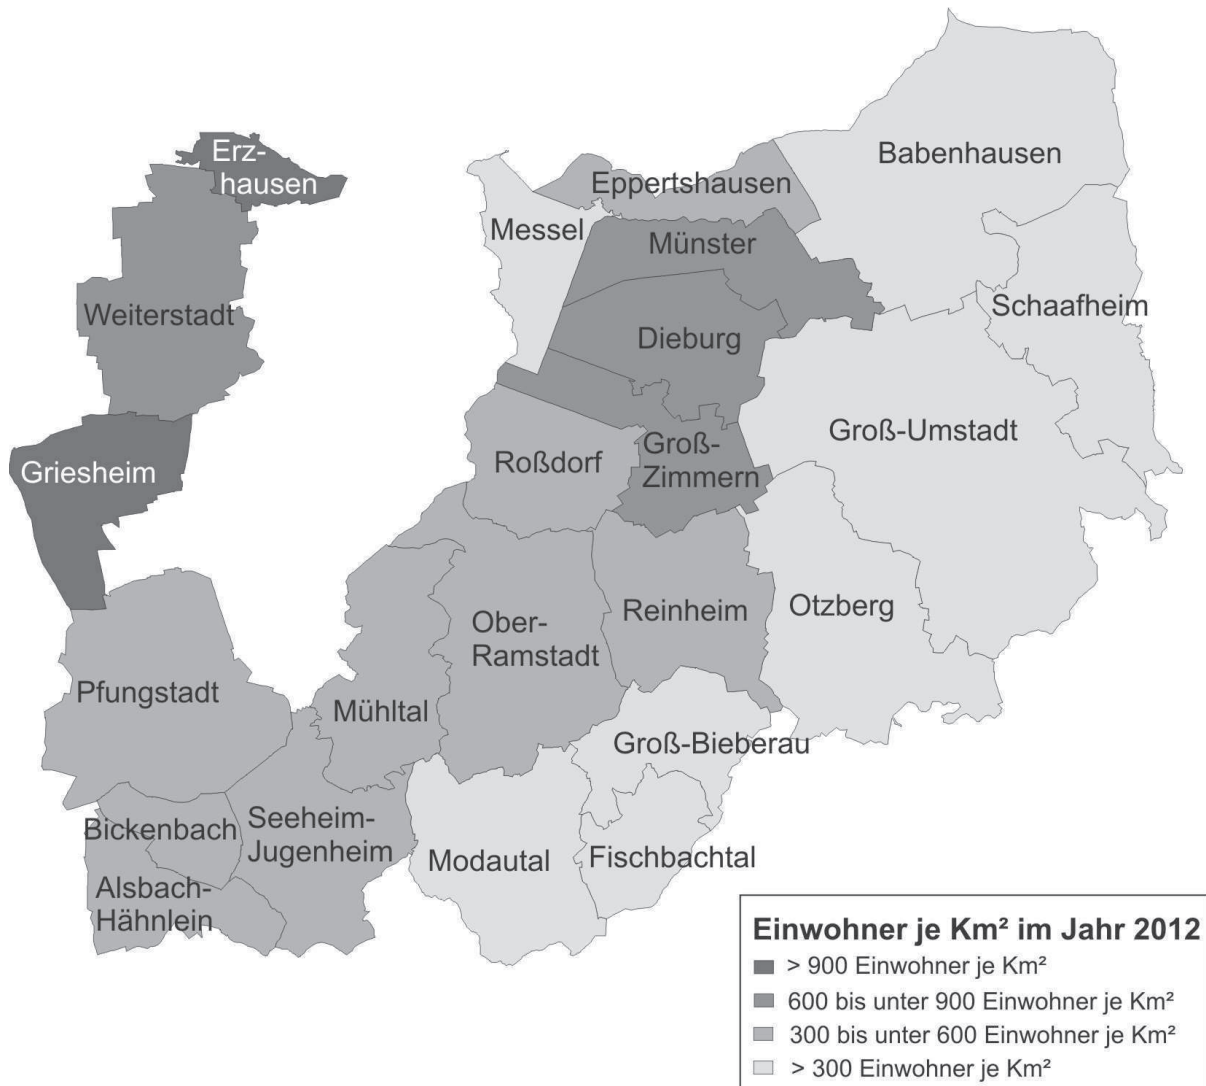 Erz-
hausen
Babenhausen
Eppertshausen
Messel
Münster
Schaafheim
Weiterstadt
Dieburg
Groß-Umstadt
Griesheim
Roßdorf
Groß-
Zimmern
Otzberg
Reinheim
Ober-
Ramstadt
Pfungstadt
Mühltal
Groß-Bieberau
Bickenbach
Seeheim-
Jugenheim
Modautal
Fischbachtal
Alsbach-
Hähnlein
Einwohner je Km² im Jahr 2012
> 900 Einwohner je Km²
600 bis unter 900 Einwohner je Km²
300 bis unter 600 Einwohner je Km²
> 300 Einwohner je Km²